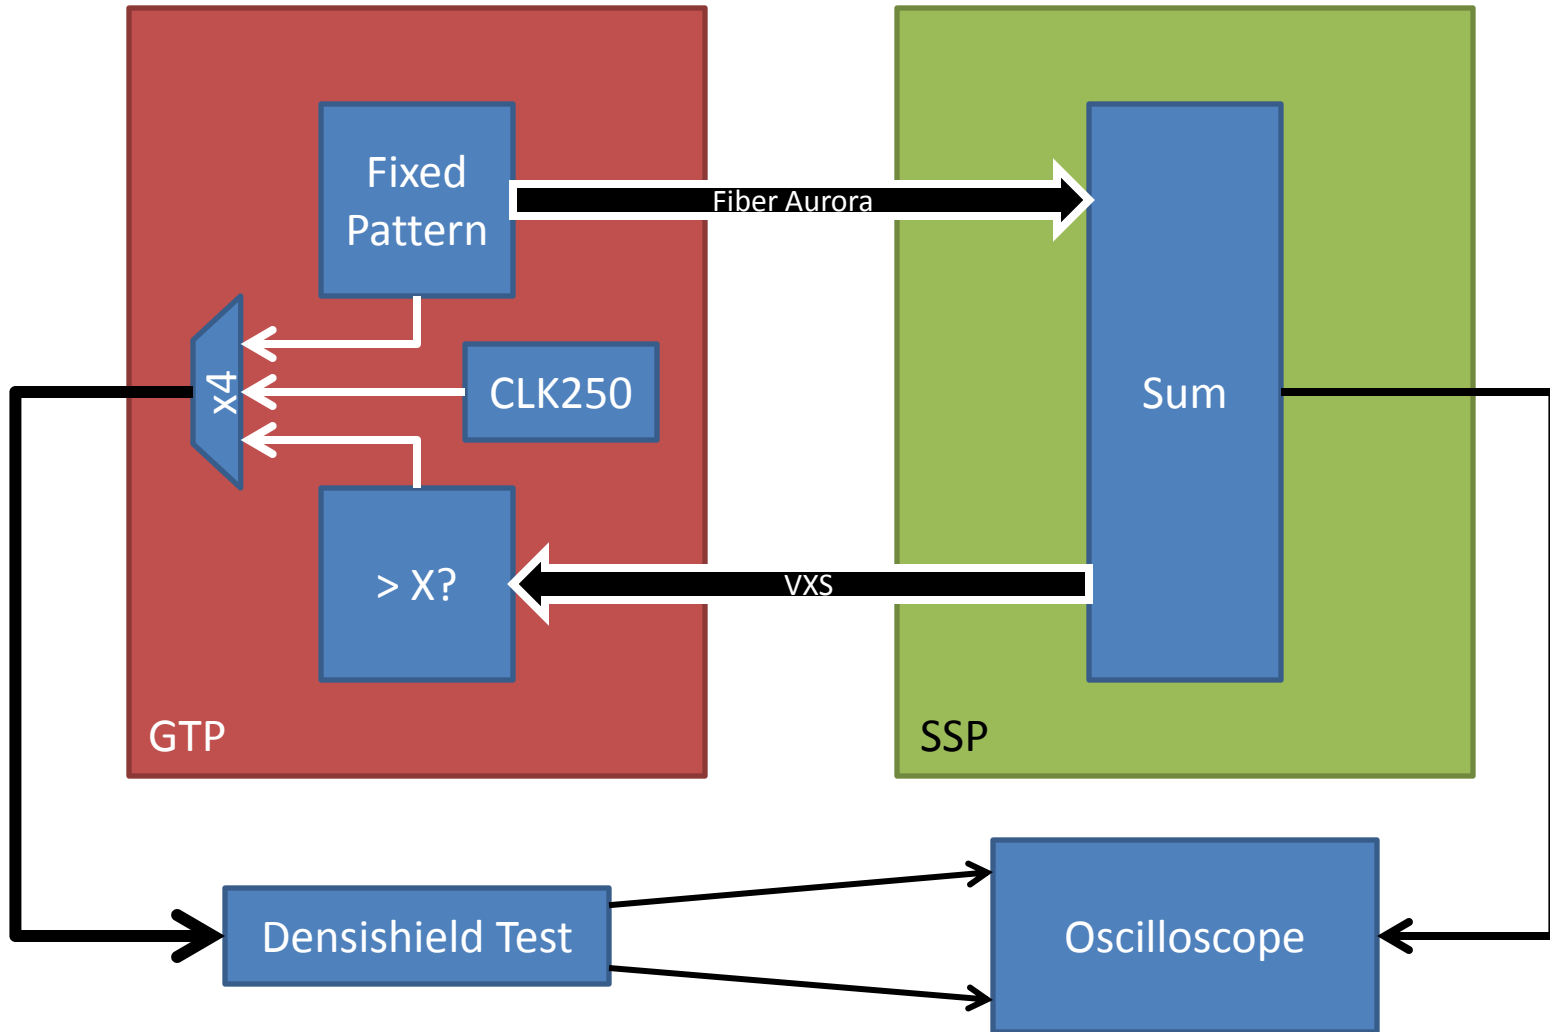 Fixed
Pattern
Fiber Aurora
x4
CLK250
Sum
> X?
VXS
GTP
SSP
Densishield Test
Oscilloscope